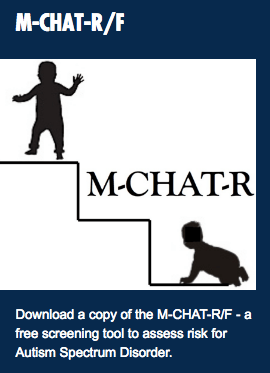 M-CHAT-R/F
M-CHAT-R
Download a copy of the M-CHAT-R/F - a
free screening tool to assess risk for
Autism Spectrum Disorder.